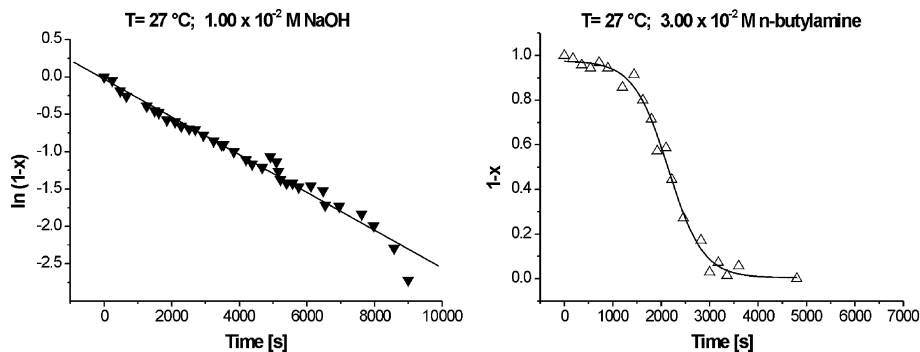 T= 27 °C; 1.00 x 10⁻² M NaOH
0.5
0.0
-0.5
-1.0
-1.5
-2.0
-2.5
ln (1-x)
0 2000 4000 6000 8000 10000
Time [s]
T= 27 °C; 3.00 x 10⁻² M n-butylamine
1.0
0.8
0.6
0.4
0.2
0.0
1-x
0 1000 2000 3000 4000 5000 6000 7000
Time [s]